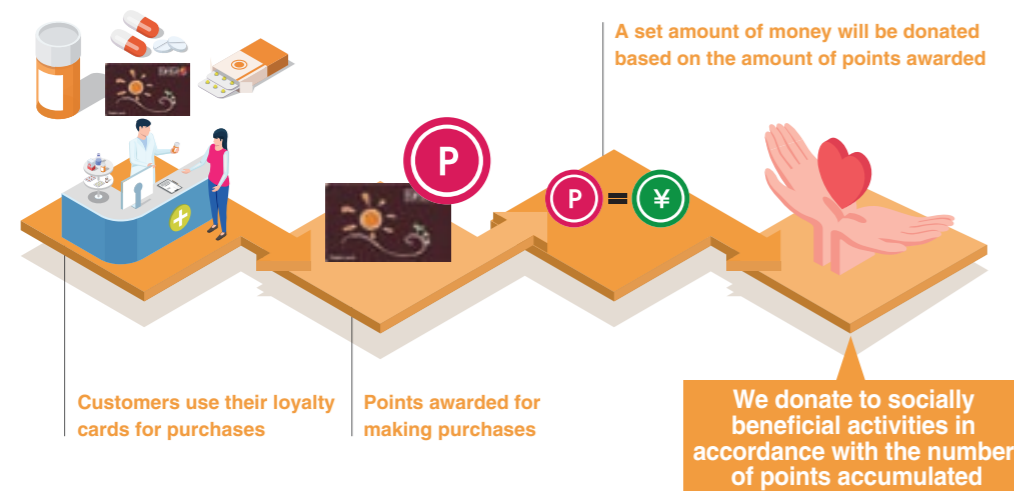 A set amount of money will be donated
based on the amount of points awarded
P
P = ¥
Customers use their loyalty
cards for purchases
Points awarded for
making purchases
We donate to socially
beneficial activities in
accordance with the number
of points accumulated